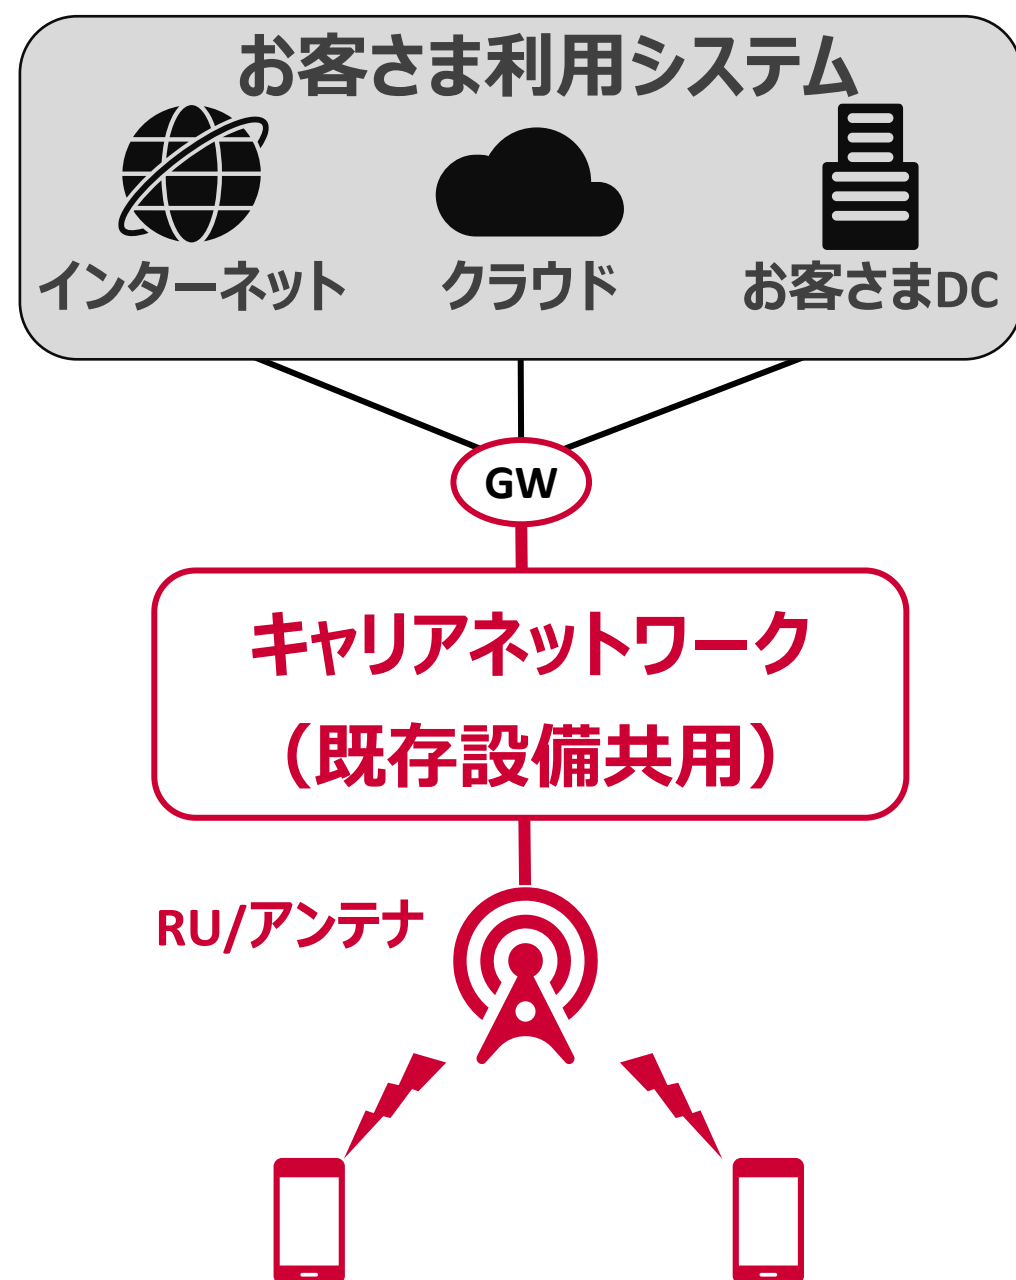 お客さま利用システム
インターネット
クラウド
お客さまDC
GW
キャリアネットワーク
（既存設備共用）
RU/アンテナ